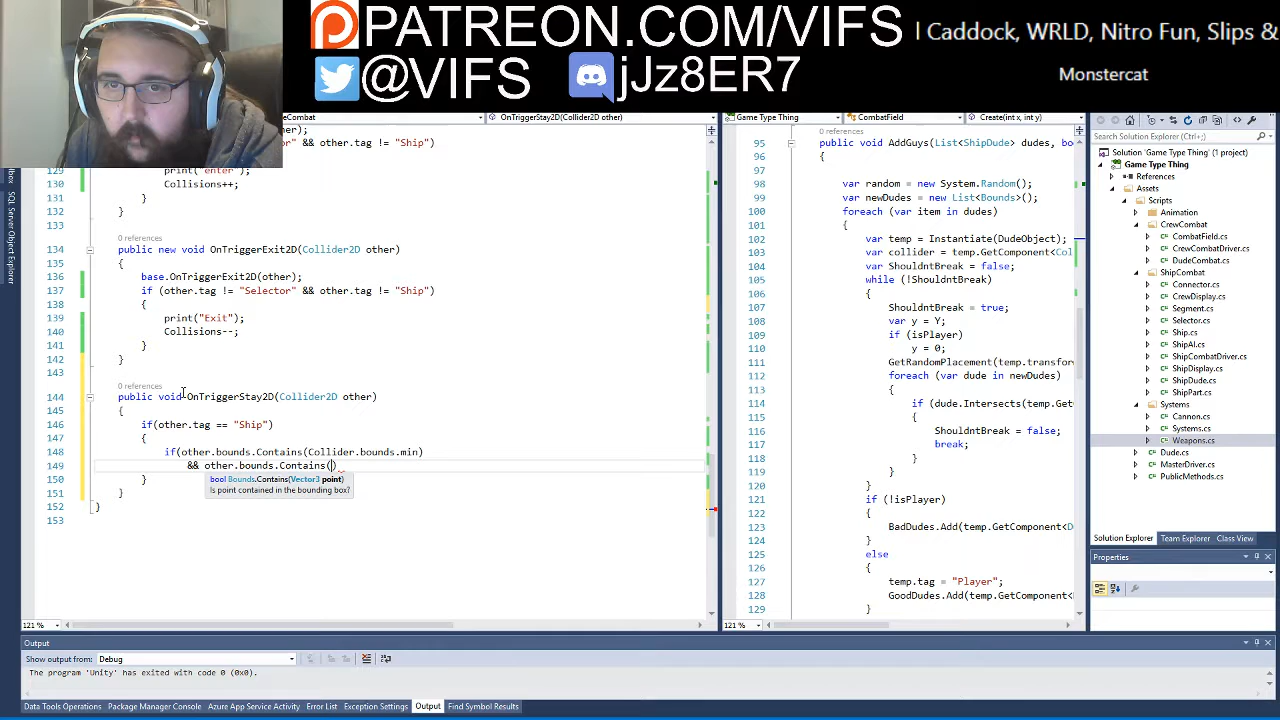 PATREON.COM/VIFS
@VIFS
jJz8ER7
l Caddock, WRLD, Nitro Fun, Slips &
Monstercat
eCombat
OnTriggerStay2D(Collider2D other)
Game Type Thing
CombatField
Create(int x, int y)
other);
" && other.tag != "Ship")
129
print("enter");
130
Collisions++;
131
}
132
}
133
0 references
134
public new void OnTriggerExit2D(Collider2D other)
135
{
136
base.OnTriggerExit2D(other);
137
if (other.tag != "Selector" && other.tag != "Ship")
138
{
139
print("Exit");
140
Collisions--;
141
}
142
}
143
0 references
144
public void OnTriggerStay2D(Collider2D other)
145
{
146
if(other.tag == "Ship")
147
{
148
if(other.bounds.Contains(Collider.bounds.min)
149
&& other.bounds.Contains()
bool Bounds.Contains(Vector3 point)
Is point contained in the bounding box?
150
}
151
}
152
}
153
121 %
0 references
95
public void AddGuys(List<ShipDude> dudes, bo
96
{
97
98
var random = new System.Random();
99
var newDudes = new List<Bounds>();
100
foreach (var item in dudes)
101
{
102
var temp = Instantiate(DudeObject);
103
var collider = temp.GetComponent<Col
104
var ShouldntBreak = false;
105
while (!ShouldntBreak)
106
{
107
ShouldntBreak = true;
108
var y = Y;
109
if (isPlayer)
110
y = 0;
111
GetRandomPlacement(temp.transform
112
foreach (var dude in newDudes)
113
{
114
if (dude.Intersects(temp.Get
115
{
116
ShouldntBreak = false;
117
break;
118
}
119
}
120
}
121
if (!isPlayer)
122
{
123
BadDudes.Add(temp.GetComponent<D
124
}
125
else
126
{
127
temp.tag = "Player";
128
GoodDudes.Add(temp.GetComponent<
129
}
121 %
Solution Explorer
Search Solution Explorer (Ctrl+;)
Solution 'Game Type Thing' (1 project)
Game Type Thing
References
Assets
Scripts
Animation
CrewCombat
CombatField.cs
CrewCombatDriver.cs
DudeCombat.cs
ShipCombat
Connector.cs
CrewDisplay.cs
Segment.cs
Selector.cs
Ship.cs
ShipAI.cs
ShipCombatDriver.cs
ShipDisplay.cs
ShipDude.cs
ShipPart.cs
Systems
Cannon.cs
Systems.cs
Weapons.cs
Dude.cs
MasterDriver.cs
PublicMethods.cs
Solution Explorer
Team Explorer
Class View
Properties
SQL Server Object Explorer
Output
Show output from:
Debug
The program 'Unity' has exited with code 0 (0x0).
Data Tools Operations
Package Manager Console
Azure App Service Activity
Error List
Exception Settings
Output
Find Symbol Results